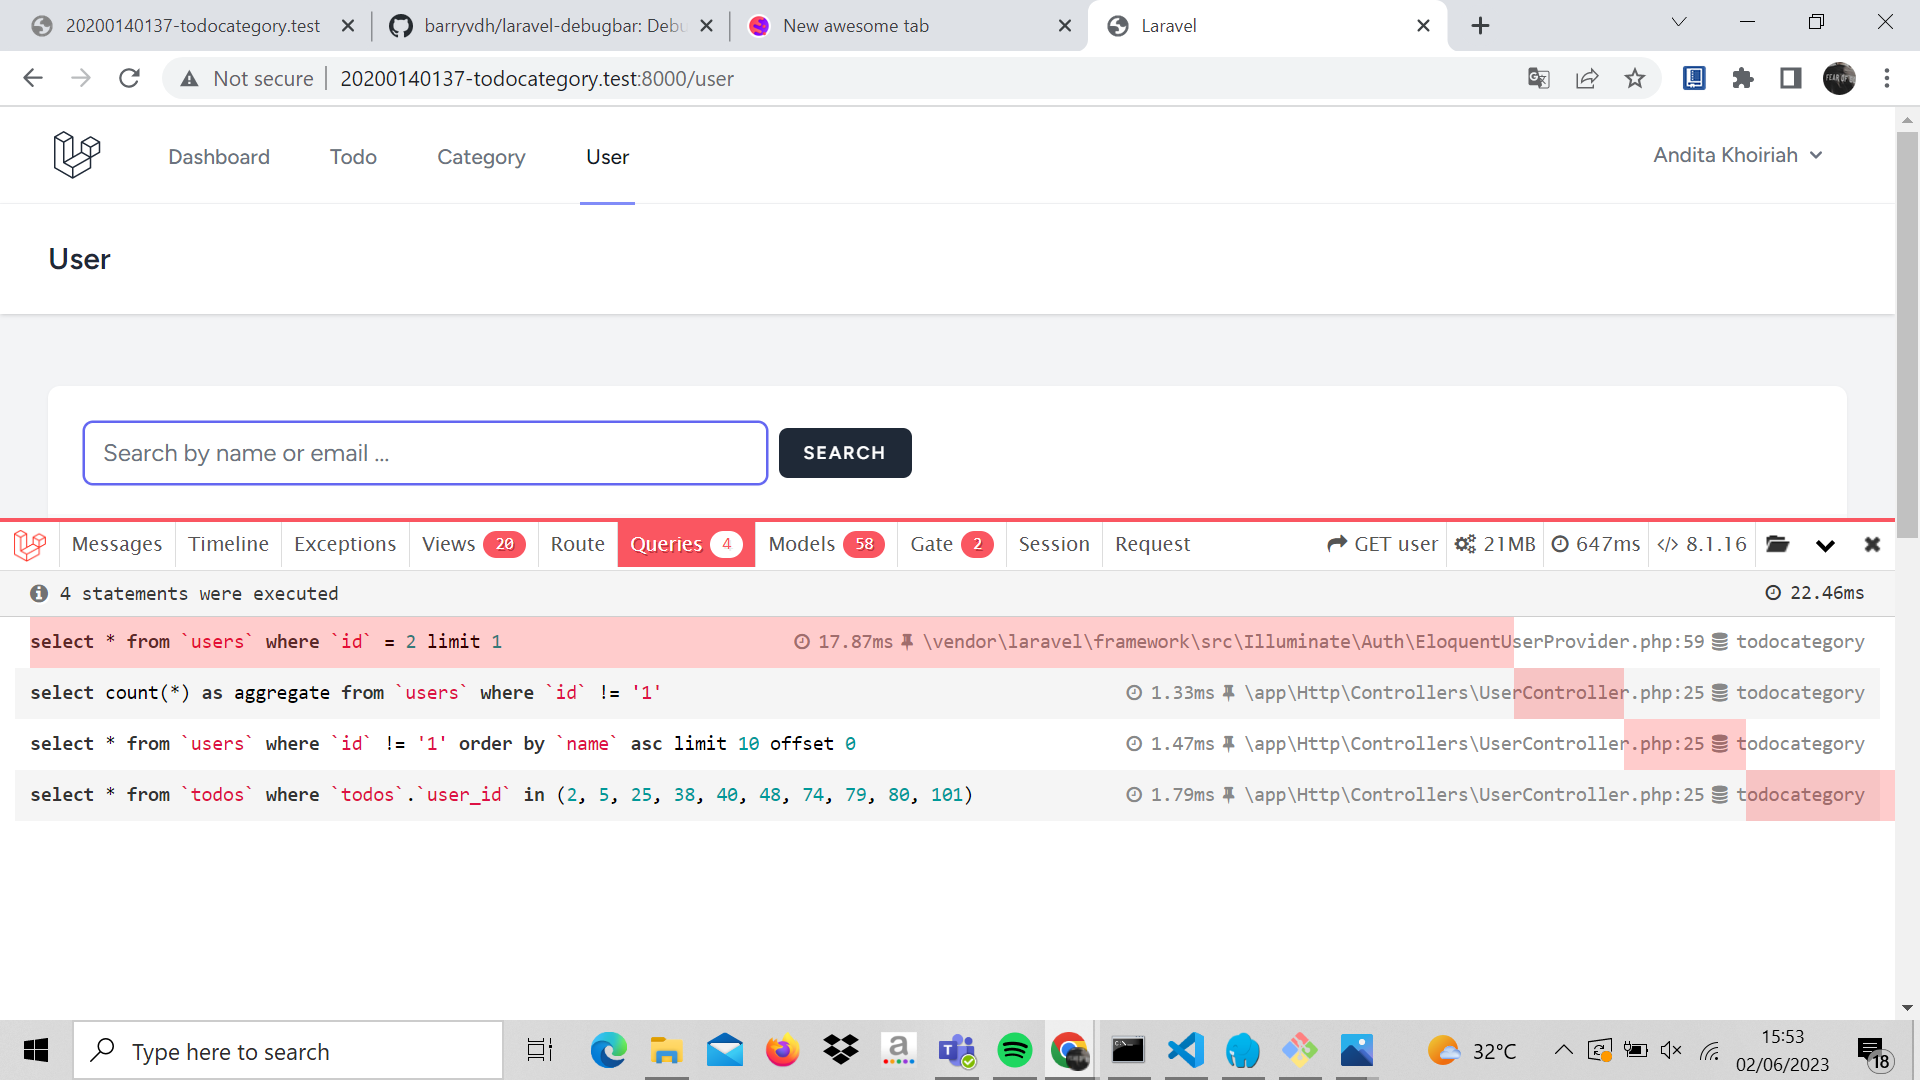 20200140137-todocategory.test
barryvdh/laravel-debugbar: Debu
New awesome tab
Laravel
Not secure
20200140137-todocategory.test:8000/user
Dashboard
Todo
Category
User
Andita Khoiriah
User
Search by name or email ...
SEARCH
Messages
Timeline
Exceptions
Views 20
Route
Queries 4
Models 58
Gate 2
Session
Request
GET user
21MB
647ms
8.1.16
4 statements were executed
22.46ms
select * from `users` where `id` = 2 limit 1 17.87ms \vendor\laravel\framework\src\Illuminate\Auth\EloquentUserProvider.php:59 todocategory
select count(*) as aggregate from `users` where `id` != '1' 1.33ms \app\Http\Controllers\UserController.php:25 todocategory
select * from `users` where `id` != '1' order by `name` asc limit 10 offset 0 1.47ms \app\Http\Controllers\UserController.php:25 todocategory
select * from `todos` where `todos`.`user_id` in (2, 5, 25, 38, 40, 48, 74, 79, 80, 101) 1.79ms \app\Http\Controllers\UserController.php:25 todocategory
Type here to search
32°C
15:53
02/06/2023
18